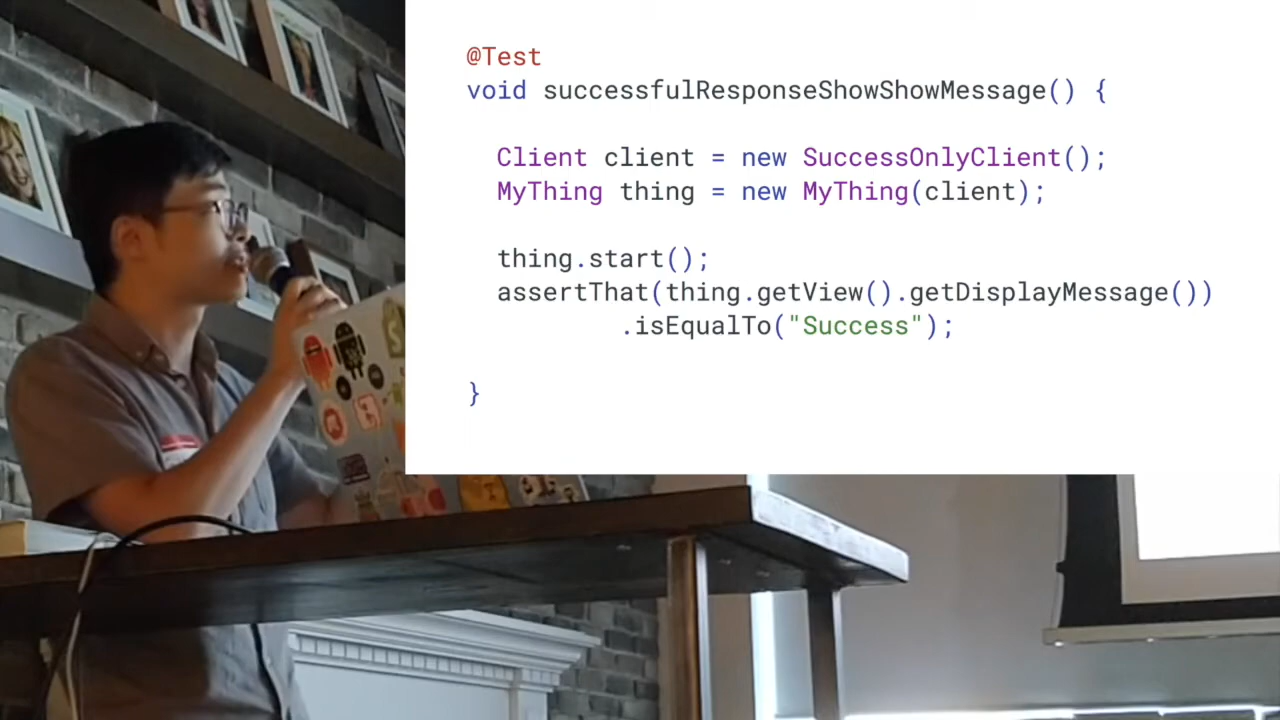 @Test
void successfulResponseShowShowMessage() {
Client client = new SuccessOnlyClient();
MyThing thing = new MyThing(client);
thing.start();
assertThat(thing.getView().getDisplayMessage())
.isEqualTo("Success");
}